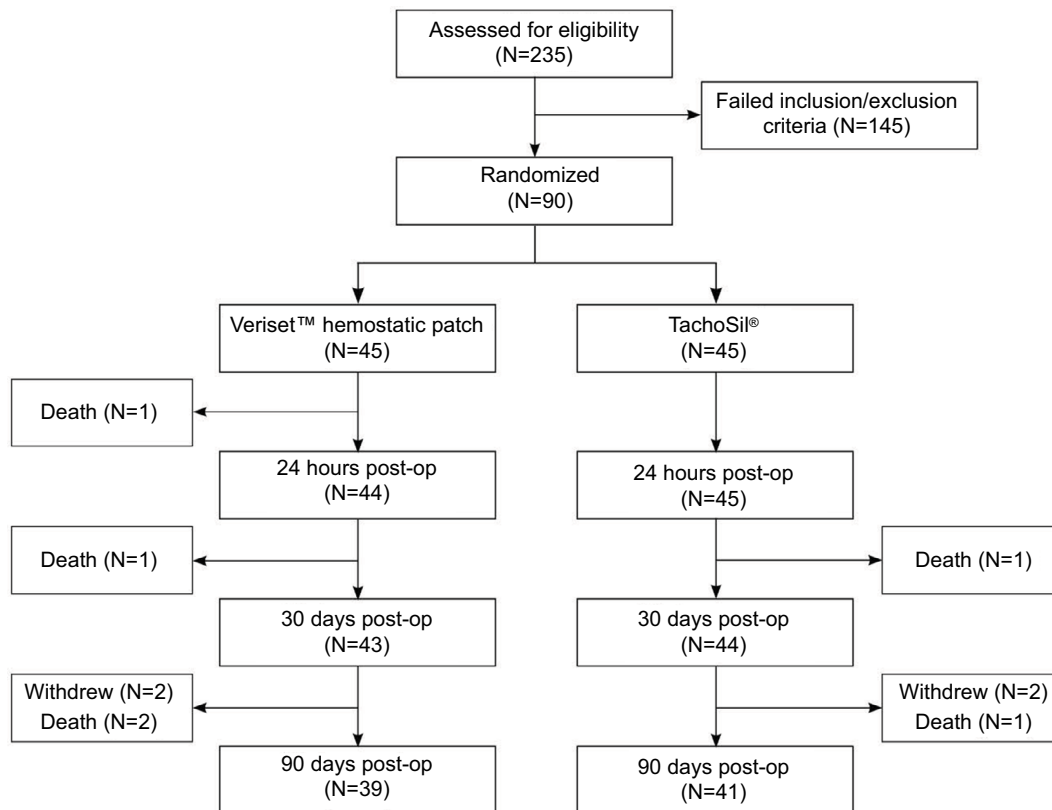 Assessed for eligibility
(N=235)
Failed inclusion/exclusion
criteria (N=145)
Randomized
(N=90)
Veriset™ hemostatic patch
(N=45)
TachoSil®
(N=45)
Death (N=1)
24 hours post-op
(N=44)
24 hours post-op
(N=45)
Death (N=1)
Death (N=1)
30 days post-op
(N=43)
30 days post-op
(N=44)
Withdrew (N=2)
Death (N=2)
Withdrew (N=2)
Death (N=1)
90 days post-op
(N=39)
90 days post-op
(N=41)